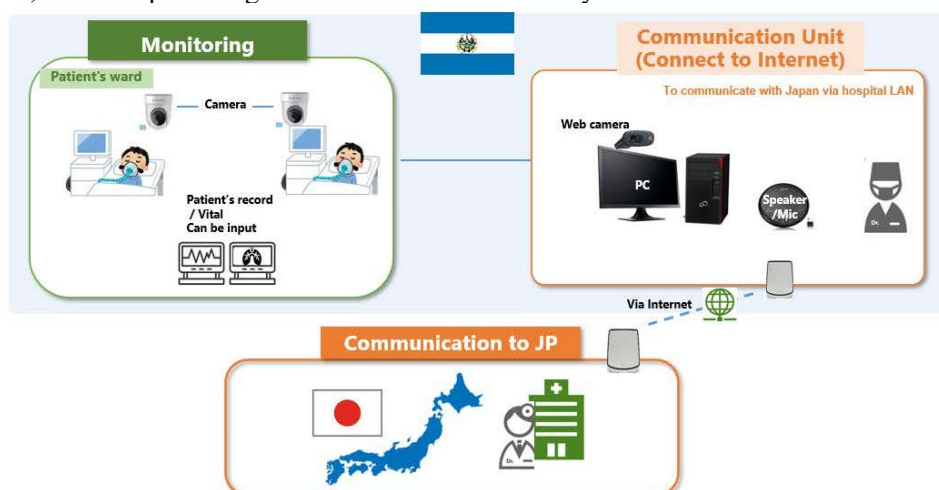 Monitoring
Patient's ward
Camera
Patient's record
/ Vital
Can be input
Communication Unit
(Connect to Internet)
To communicate with Japan via hospital LAN
Web camera
PC
Speaker
/Mic
Dr.
Via Internet
Communication to JP
Dr.